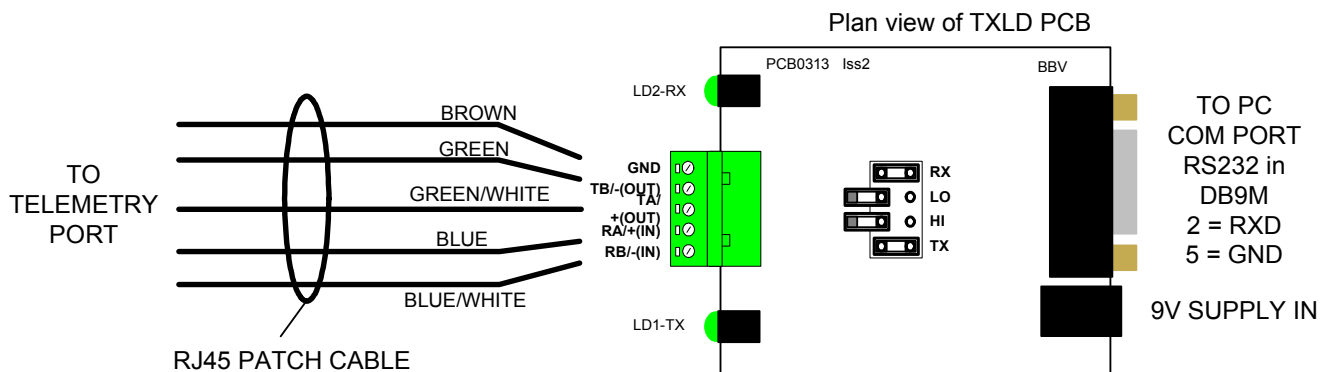 Plan view of TXLD PCB
PCB0313 Iss2
BBV
LD2-RX
BROWN
GREEN
GREEN/WHITE
BLUE
BLUE/WHITE
TO
TELEMETRY
PORT
RJ45 PATCH CABLE
GND
TB/-(OUT)
TA/
+(OUT)
RA/+(IN)
RB/-(IN)
LD1-TX
RX
LO
HI
TX
TO PC
COM PORT
RS232 in
DB9M
2 = RXD
5 = GND
9V SUPPLY IN